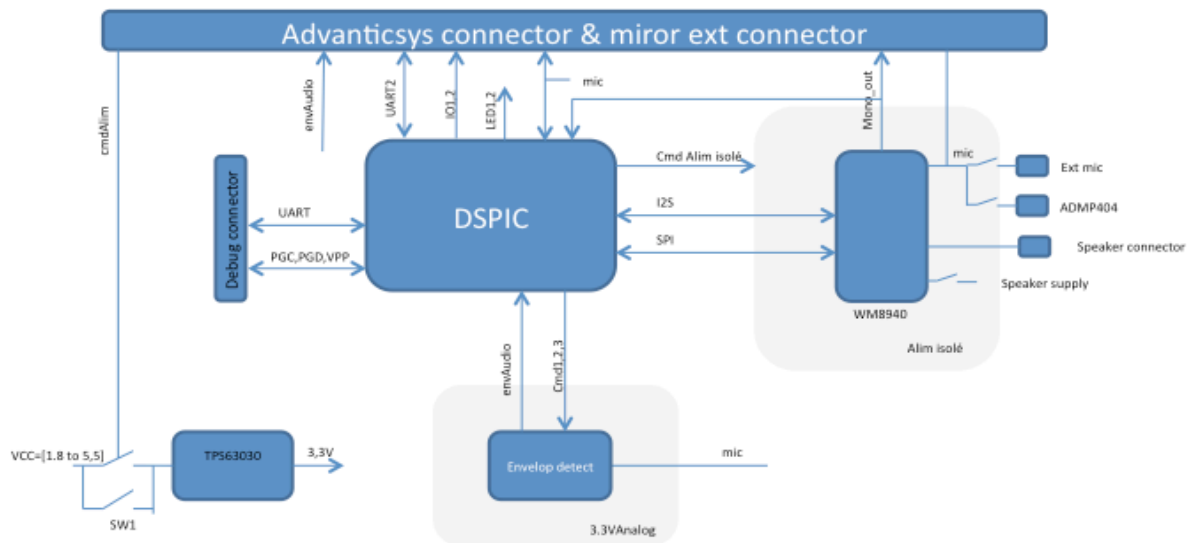 Advanticsys connector & miror ext connector
cmdAlim
envAudio
UART2
IO1,2
LED1,2
mic
Mono_out
Debug connector
UART
PGC,PGD,VPP
DSPIC
Cmd Alim isolé
I2S
SPI
mic
Ext mic
ADMP404
Speaker connector
Speaker supply
WM8940
Alim isolé
envAudio
Cmd1,2,3
VCC=[1.8 to 5,5]
SW1
TPS63030
3,3V
Envelop detect
mic
3.3VAnalog